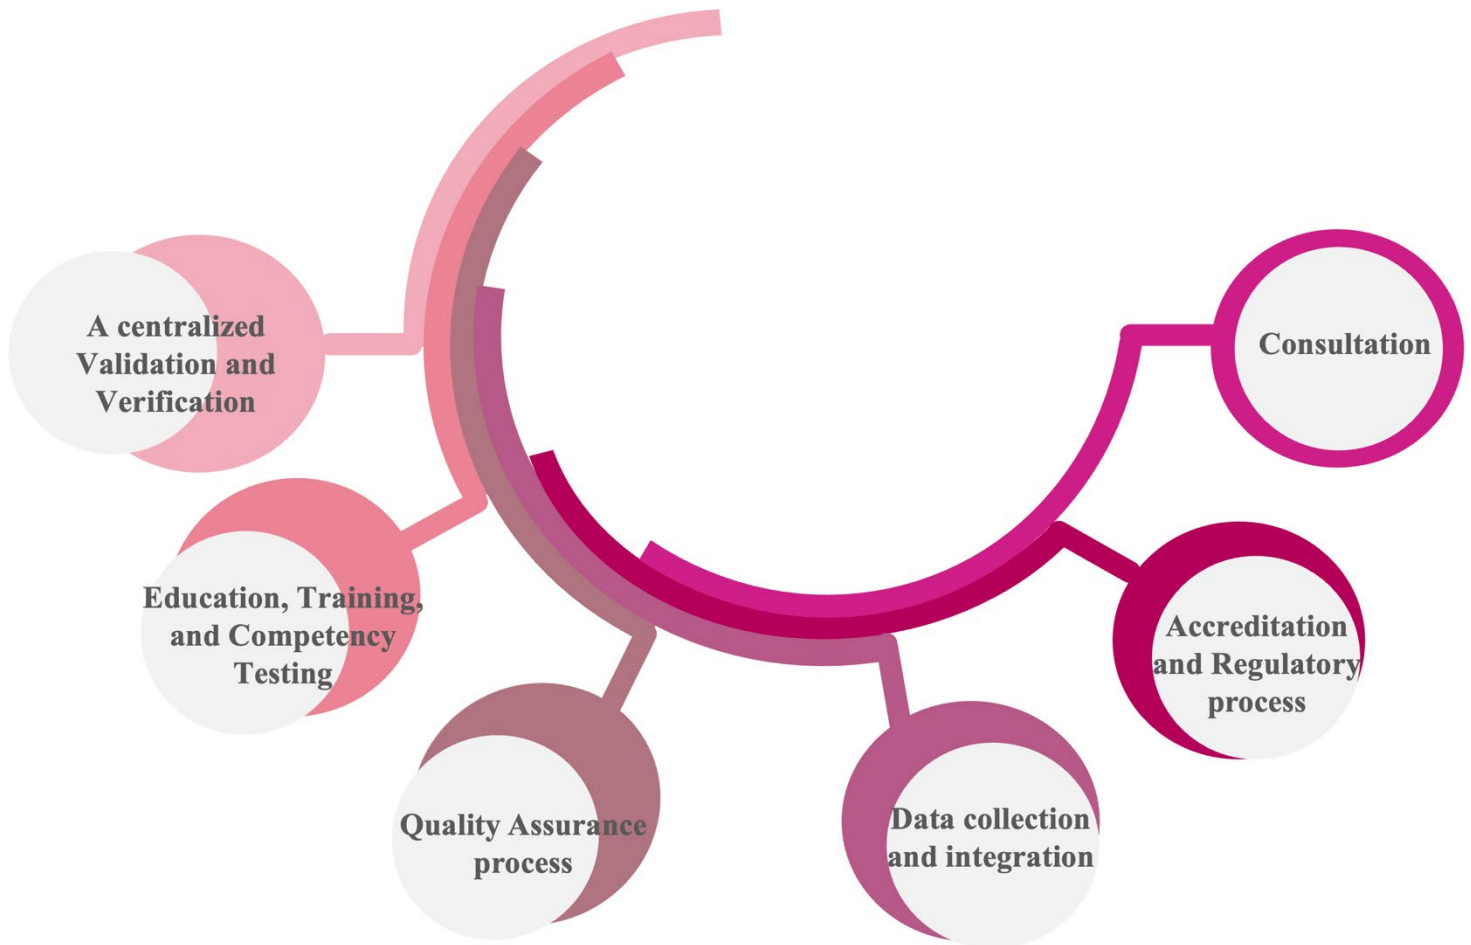 A centralized
Validation and
Verification
Education, Training,
and Competency
Testing
Quality Assurance
process
Data collection
and integration
Accreditation
and Regulatory
process
Consultation